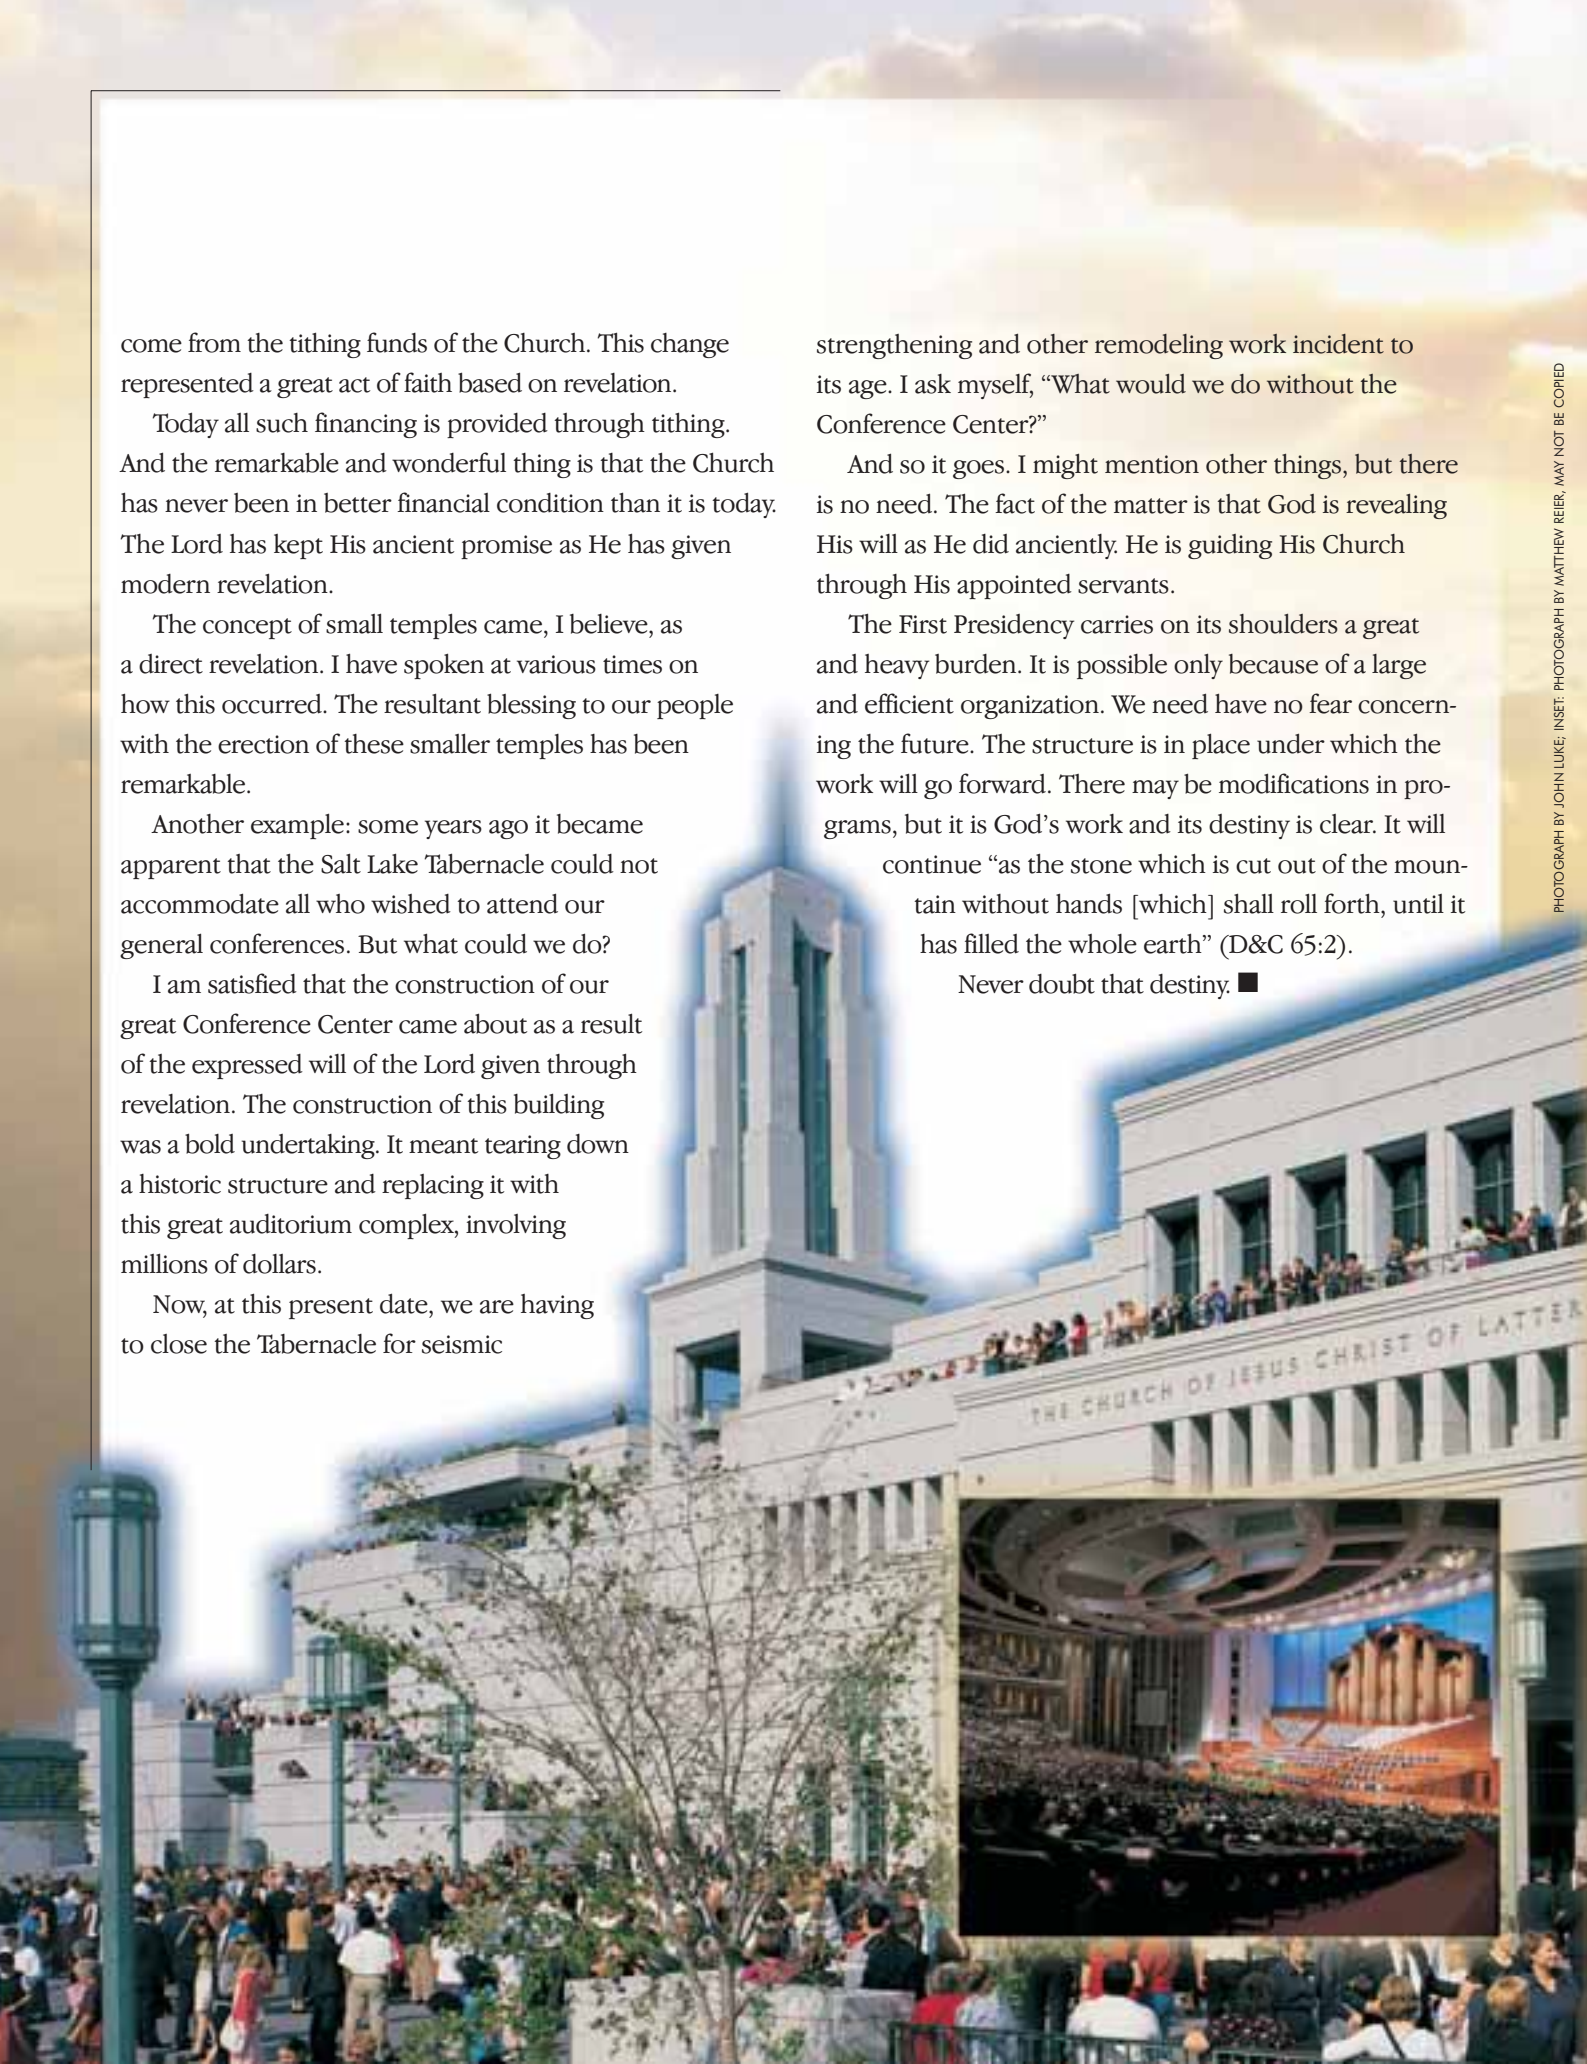 come from the tithing funds of the Church. This change
represented a great act of faith based on revelation.
Today all such financing is provided through tithing.
And the remarkable and wonderful thing is that the Church
has never been in better financial condition than it is today.
The Lord has kept His ancient promise as He has given
modern revelation.
The concept of small temples came, I believe, as
a direct revelation. I have spoken at various times on
how this occurred. The resultant blessing to our people
with the erection of these smaller temples has been
remarkable.
Another example: some years ago it became
apparent that the Salt Lake Tabernacle could not
accommodate all who wished to attend our
general conferences. But what could we do?
I am satisfied that the construction of our
great Conference Center came about as a result
of the expressed will of the Lord given through
revelation. The construction of this building
was a bold undertaking. It meant tearing down
a historic structure and replacing it with
this great auditorium complex, involving
millions of dollars.
Now, at this present date, we are having
to close the Tabernacle for seismic
strengthening and other remodeling work incident to
its age. I ask myself, “What would we do without the
Conference Center?”
And so it goes. I might mention other things, but there
is no need. The fact of the matter is that God is revealing
His will as He did anciently. He is guiding His Church
through His appointed servants.
The First Presidency carries on its shoulders a great
and heavy burden. It is possible only because of a large
and efficient organization. We need have no fear concern-
ing the future. The structure is in place under which the
work will go forward. There may be modifications in pro-
grams, but it is God’s work and its destiny is clear. It will
continue “as the stone which is cut out of the moun-
tain without hands [which] shall roll forth, until it
has filled the whole earth” (D&C 65:2).
Never doubt that destiny. ■
PHOTOGRAPH BY JOHN LUKE; INSET: PHOTOGRAPH BY MATTHEW REIER, MAY NOT BE COPIED
THE CHURCH OF JESUS CHRIST OF LATTER